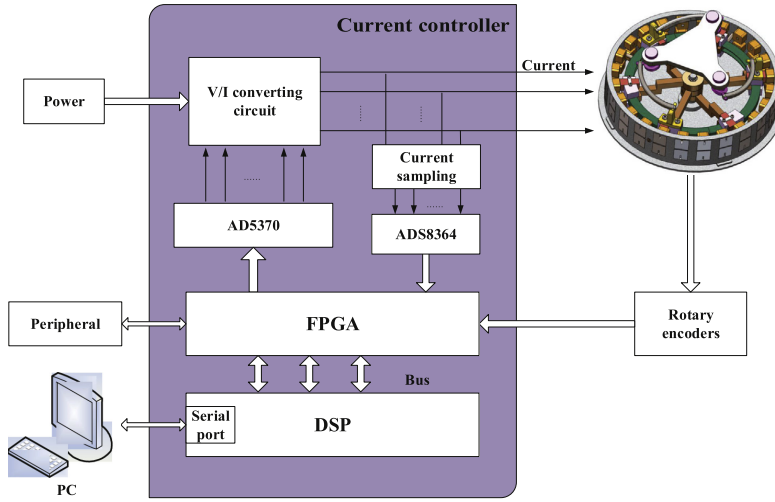 Current controller
Power
V/I converting
circuit
Current
......
......
Current
sampling
......
......
AD5370
ADS8364
Peripheral
FPGA
Rotary
encoders
Bus
Serial
port
DSP
PC